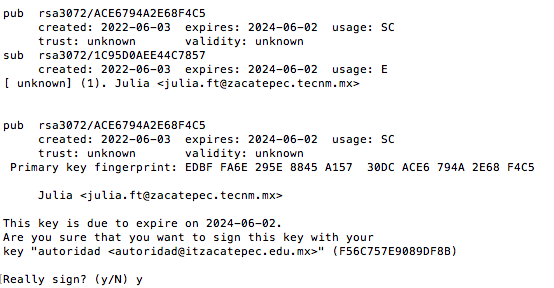 pub  rsa3072/ACE6794A2E68F4C5
     created: 2022-06-03  expires: 2024-06-02  usage: SC
     trust: unknown       validity: unknown
sub  rsa3072/1C95D0AEE44C7857
     created: 2022-06-03  expires: 2024-06-02  usage: E
[ unknown] (1). Julia <julia.ft@zacatepec.tecnm.mx>
pub  rsa3072/ACE6794A2E68F4C5
     created: 2022-06-03  expires: 2024-06-02  usage: SC
     trust: unknown       validity: unknown
 Primary key fingerprint: EDBF FA6E 295E 8845 A157  30DC ACE6 794A 2E68 F4C5
     Julia <julia.ft@zacatepec.tecnm.mx>
This key is due to expire on 2024-06-02.
Are you sure that you want to sign this key with your
key "autoridad <autoridad@itzacatepec.edu.mx>" (F56C757E9089DF8B)
Really sign? (y/N) y